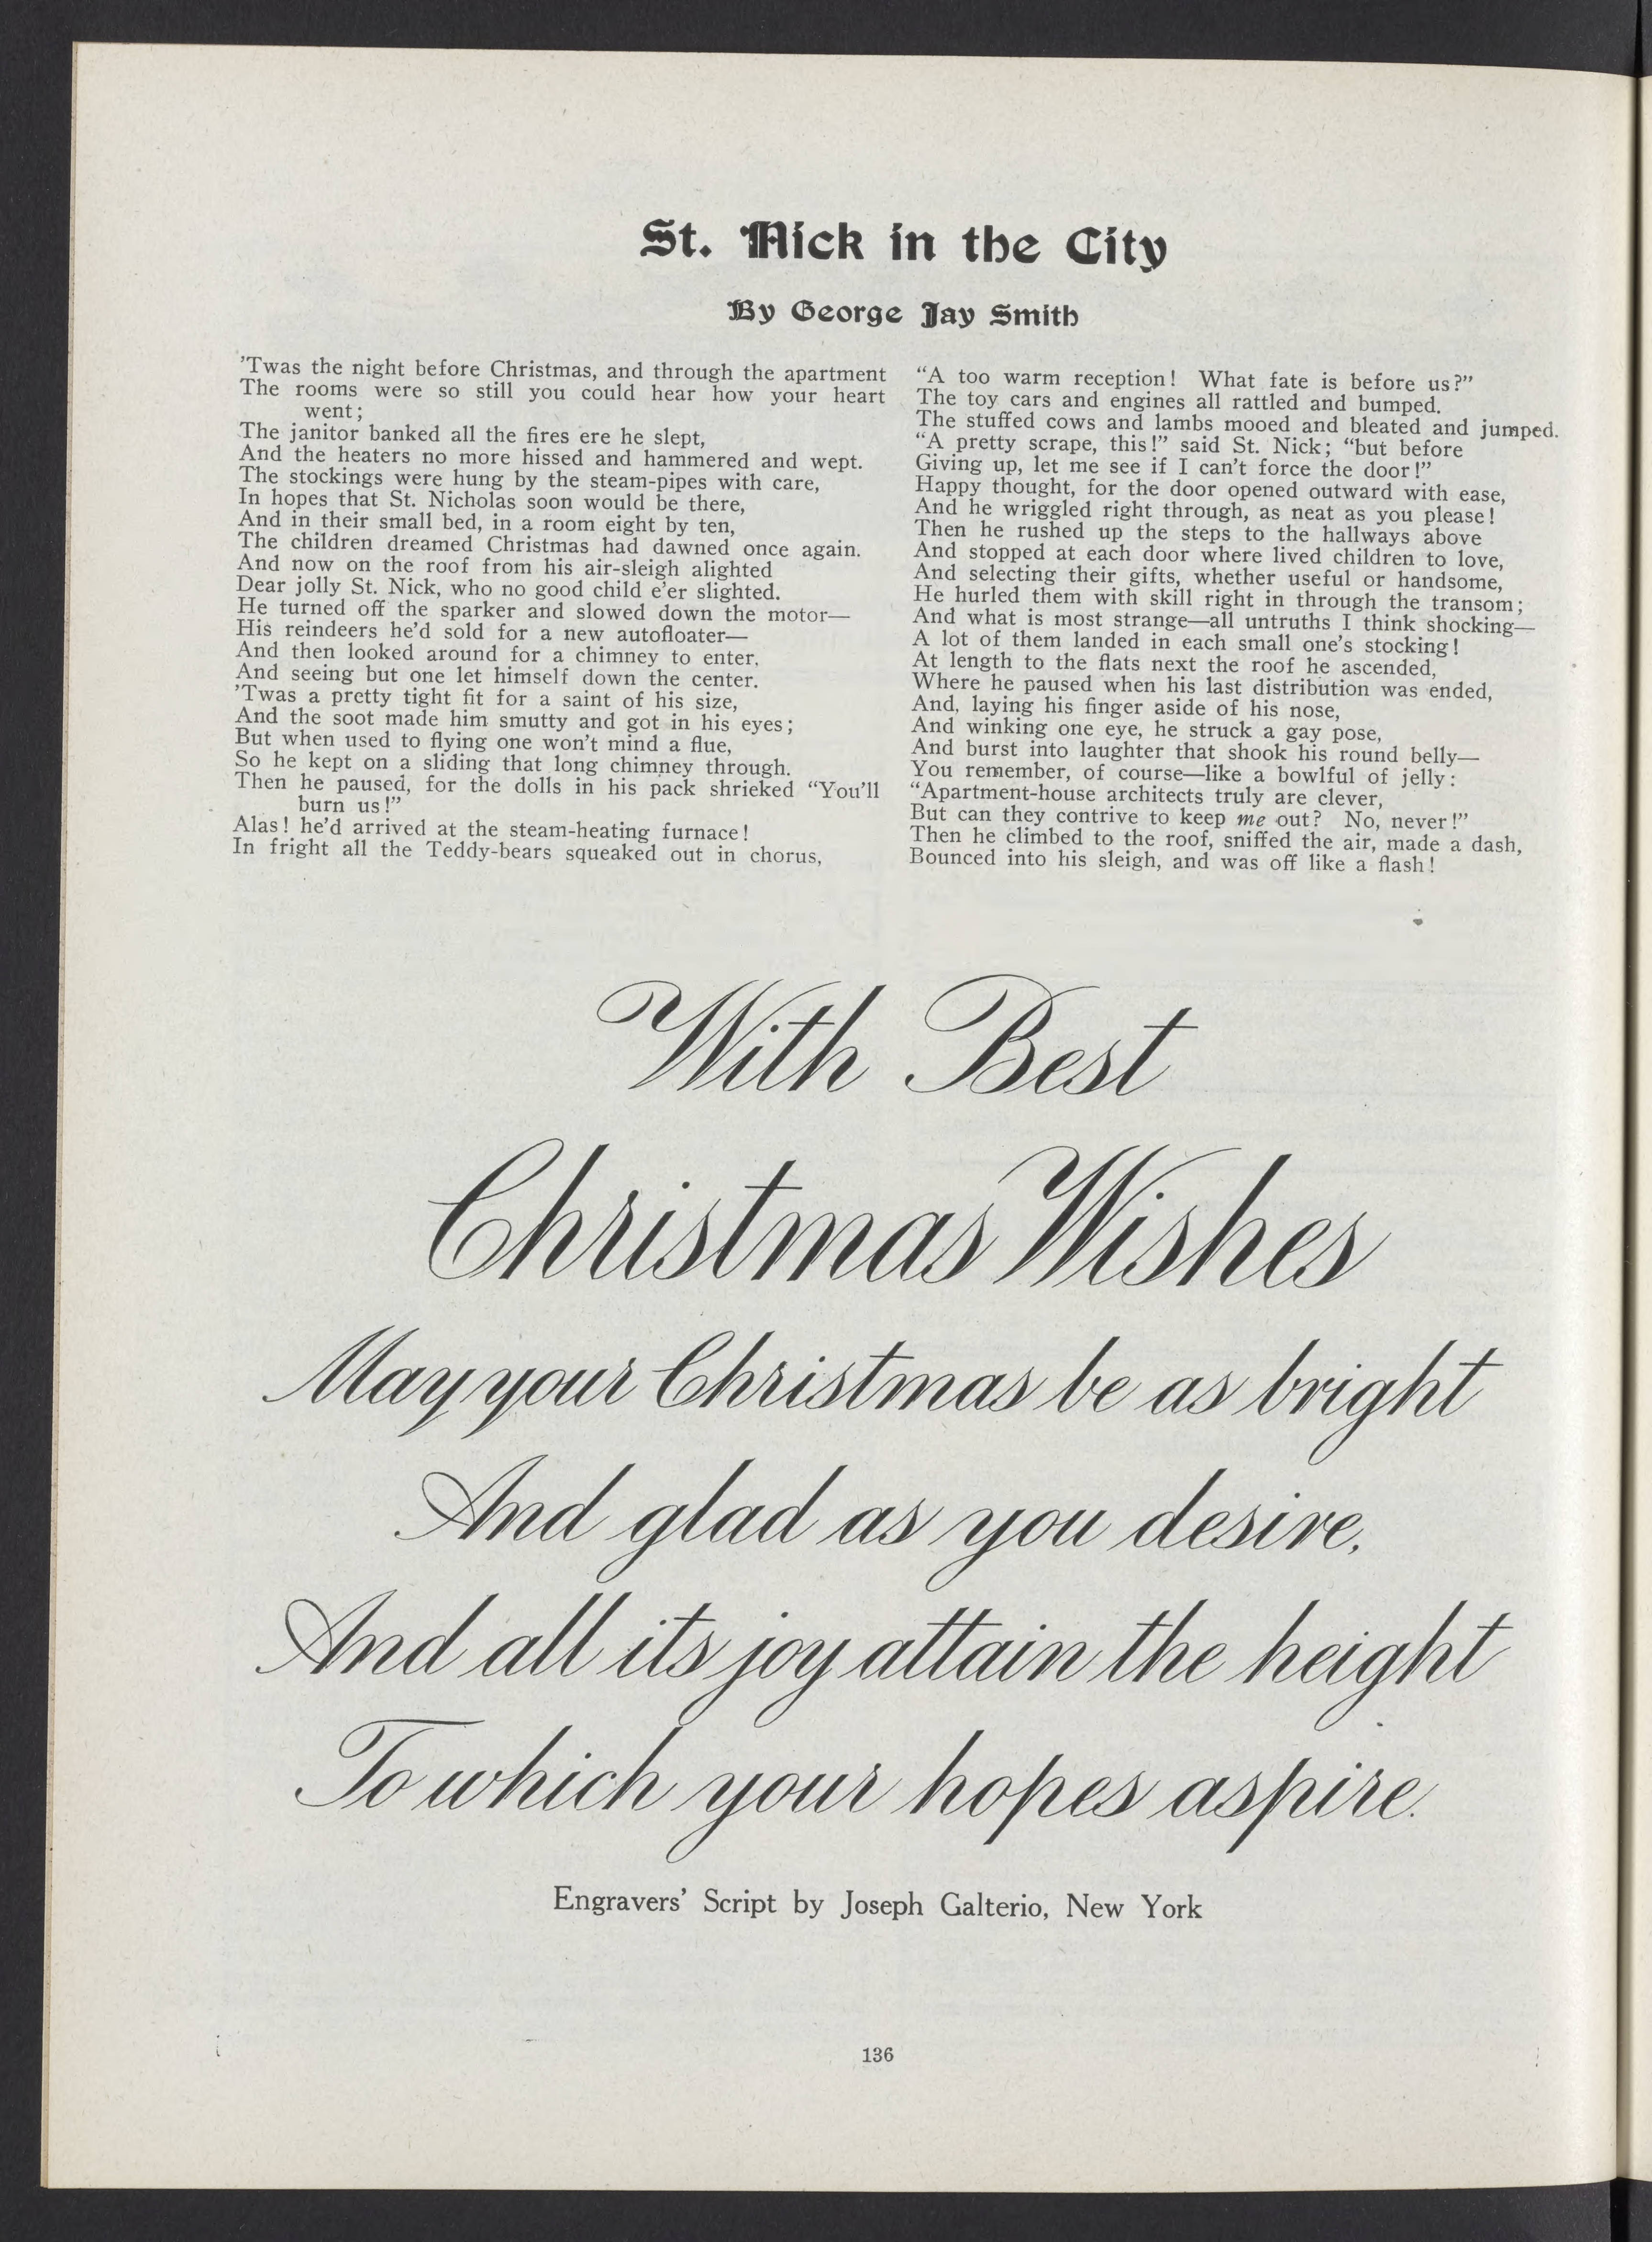 St. Nick in the City
By George Jay Smith
'Twas the night before Christmas, and through the apartment
The rooms were so still you could hear how your heart
went;
The janitor banked all the fires ere he slept,
And the heaters no more hissed and hammered and wept.
The stockings were hung by the steam-pipes with care,
In hopes that St. Nicholas soon would be there,
And in their small bed, in a room eight by ten,
The children dreamed Christmas had dawned once again.
And now on the roof from his air-sleigh alighted
Dear jolly St. Nick, who no good child e'er slighted.
He turned off the sparker and slowed down the motor—
His reindeers he'd sold for a new autofloater—
And then looked around for a chimney to enter,
And seeing but one let himself down the center.
'Twas a pretty tight fit for a saint of his size,
And the soot made him smutty and got in his eyes;
But when used to flying one won't mind a flue,
So he kept on a sliding that long chimney through.
Then he paused, for the dolls in his pack shrieked “You'll
burn us!”
Alas! he'd arrived at the steam-heating furnace!
In fright all the Teddy-bears squeaked out in chorus,
“A too warm reception! What fate is before us?”
The toy cars and engines all rattled and bumped.
The stuffed cows and lambs mooed and bleated and jumped.
“A pretty scrape, this!” said St. Nick; “but before
Giving up, let me see if I can't force the door!”
Happy thought, for the door opened outward with ease,
And he wriggled right through, as neat as you please!
Then he rushed up the steps to the hallways above
And stopped at each door where lived children to love,
And selecting their gifts, whether useful or handsome,
He hurled them with skill right in through the transom;
And what is most strange—all untruths I think shocking—
A lot of them landed in each small one's stocking!
At length to the flats next the roof he ascended,
Where he paused when his last distribution was ended,
And, laying his finger aside of his nose,
And winking one eye, he struck a gay pose,
And burst into laughter that shook his round belly—
You remember, of course—like a bowlful of jelly:
“Apartment-house architects truly are clever,
But can they contrive to keep me out? No, never!”
Then he climbed to the roof, sniffed the air, made a dash,
Bounced into his sleigh, and was off like a flash!
With Best
Christmas Wishes
May your Christmas be as bright
And glad as you desire,
And all its joy attain the height
To which your hopes aspire.
Engravers' Script by Joseph Galterio, New York
136